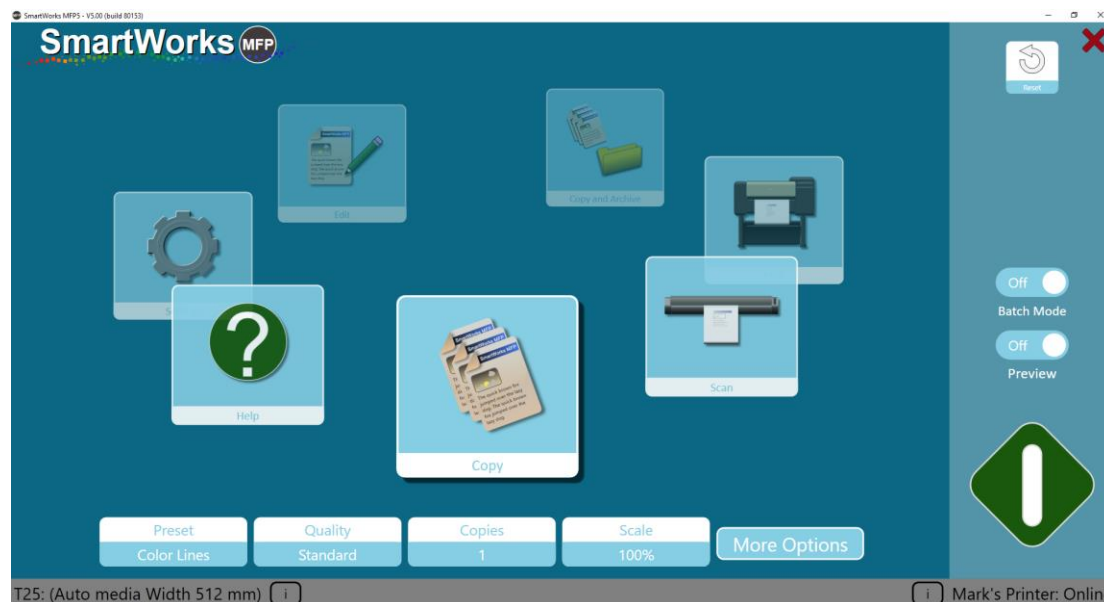 SmartWorks MFP5 - V5.00 (build 80153)
SmartWorks MFP
Reset
Edit
Copy and Archive
Help
Scan
Copy
Off
Batch Mode
Off
Preview
Preset
Color Lines
Quality
Standard
Copies
1
Scale
100%
More Options
T25: (Auto media Width 512 mm) i
i Mark's Printer: Onlin